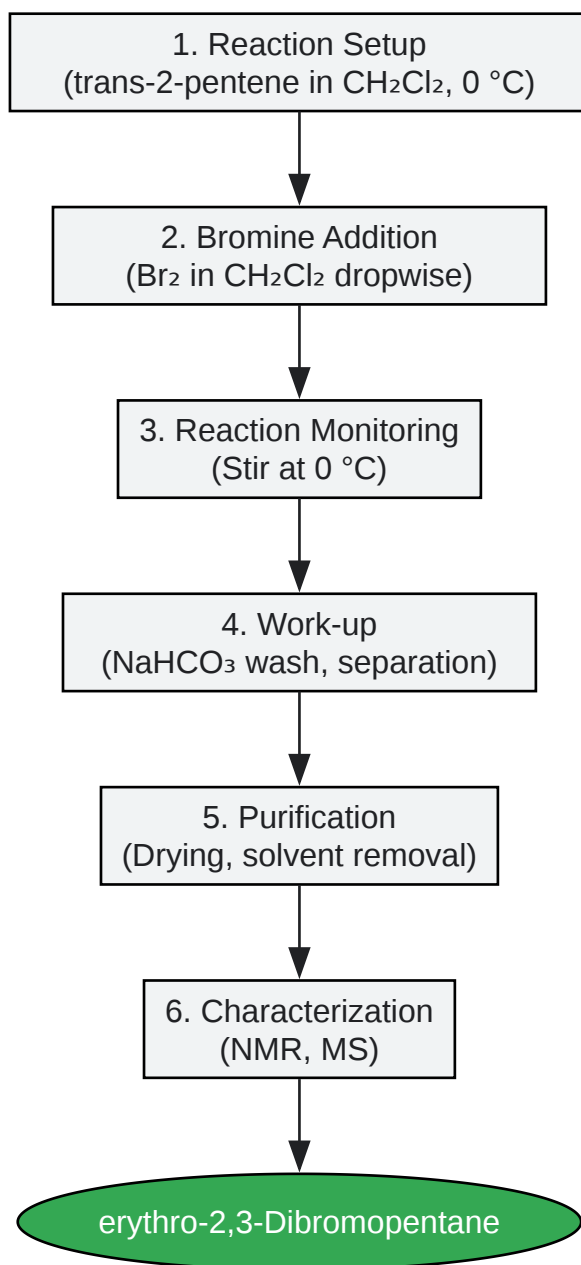 1. Reaction Setup
(trans-2-pentene in CH₂Cl₂, 0 °C)
2. Bromine Addition
(Br₂ in CH₂Cl₂ dropwise)
3. Reaction Monitoring
(Stir at 0 °C)
4. Work-up
(NaHCO₃ wash, separation)
5. Purification
(Drying, solvent removal)
6. Characterization
(NMR, MS)
erythro-2,3-Dibromopentane